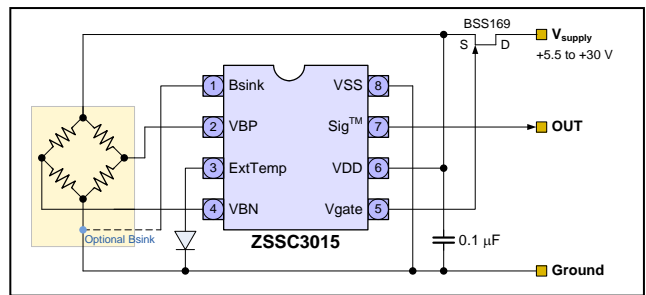 BSS169
S D
V_supply
+5.5 to +30 V
1 Bsink VSS 8
2 VBP Sig™ 7 OUT
3 ExtTemp VDD 6
4 VBN Vgate 5
Optional Bsink
ZSSC3015
0.1 µF
Ground